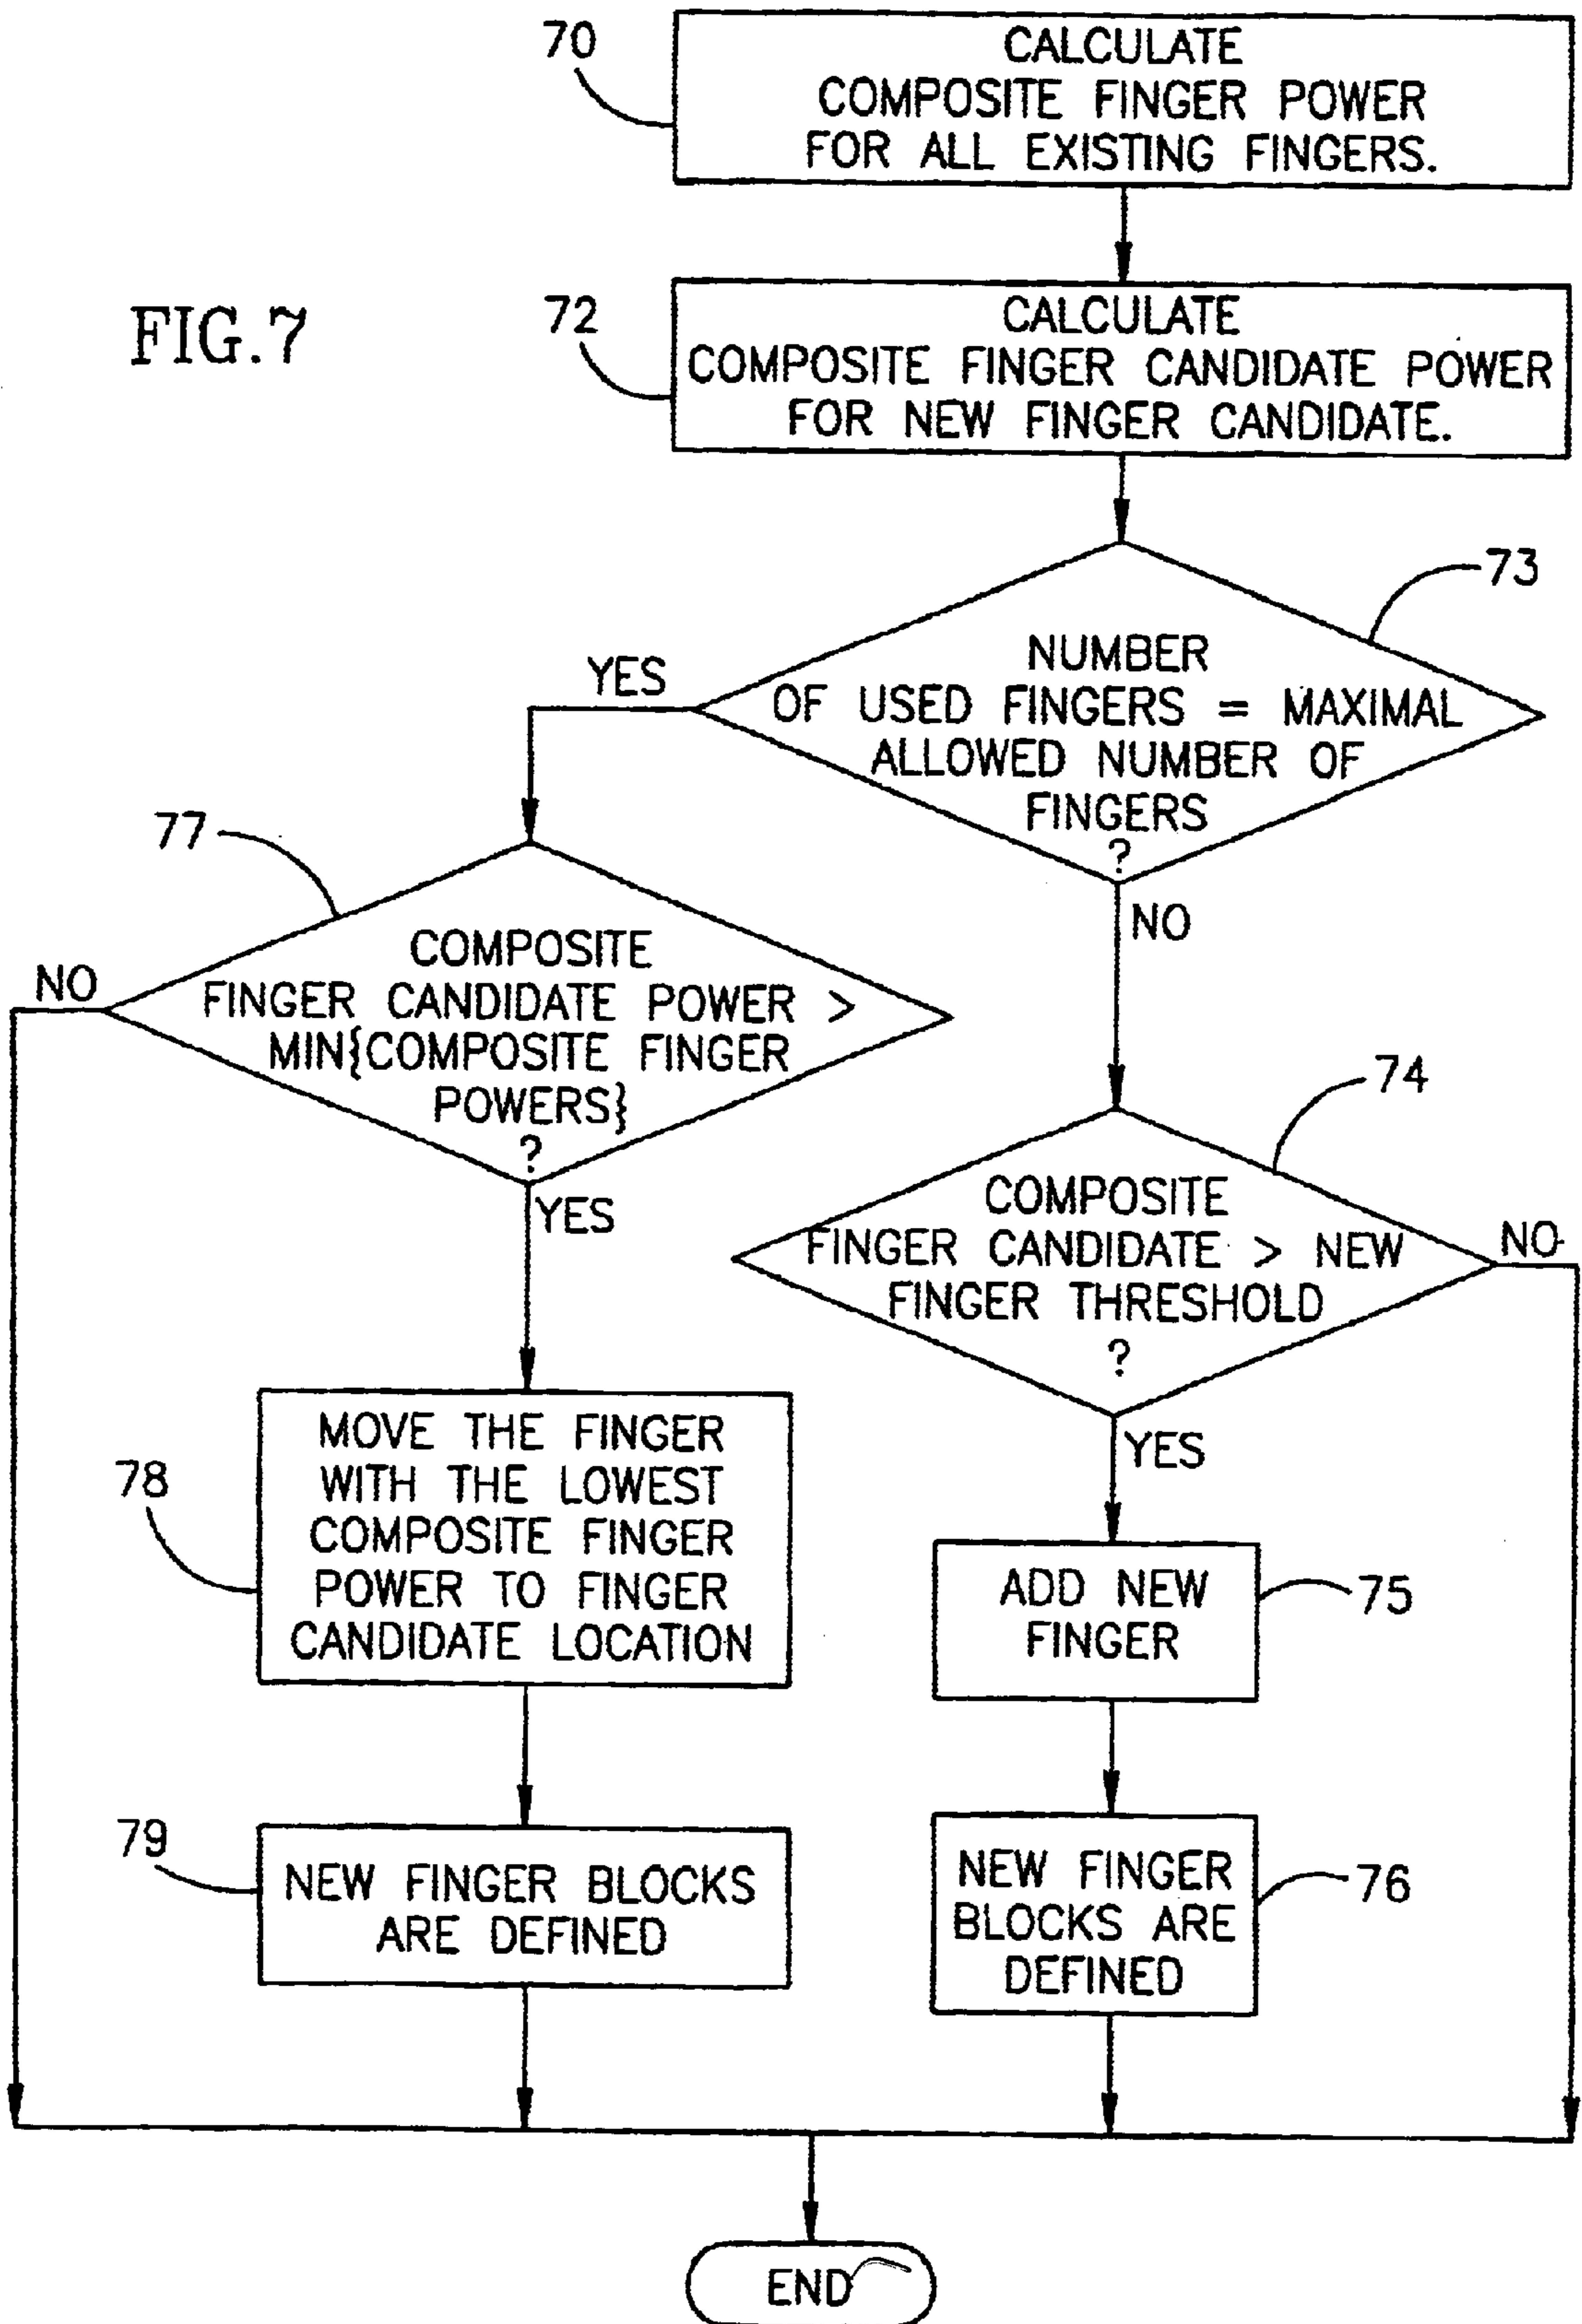 70
CALCULATE
COMPOSITE FINGER POWER
FOR ALL EXISTING FINGERS.
FIG.7
72
CALCULATE
COMPOSITE FINGER CANDIDATE POWER
FOR NEW FINGER CANDIDATE.
73
NUMBER
OF USED FINGERS = MAXIMAL
ALLOWED NUMBER OF
FINGERS
?
YES
NO
77
COMPOSITE
FINGER CANDIDATE POWER >
MIN{COMPOSITE FINGER
POWERS}
?
NO
YES
74
COMPOSITE
FINGER CANDIDATE > NEW
FINGER THRESHOLD
?
NO
YES
78
MOVE THE FINGER
WITH THE LOWEST
COMPOSITE FINGER
POWER TO FINGER
CANDIDATE LOCATION
75
ADD NEW
FINGER
79
NEW FINGER BLOCKS
ARE DEFINED
76
NEW FINGER
BLOCKS ARE
DEFINED
END